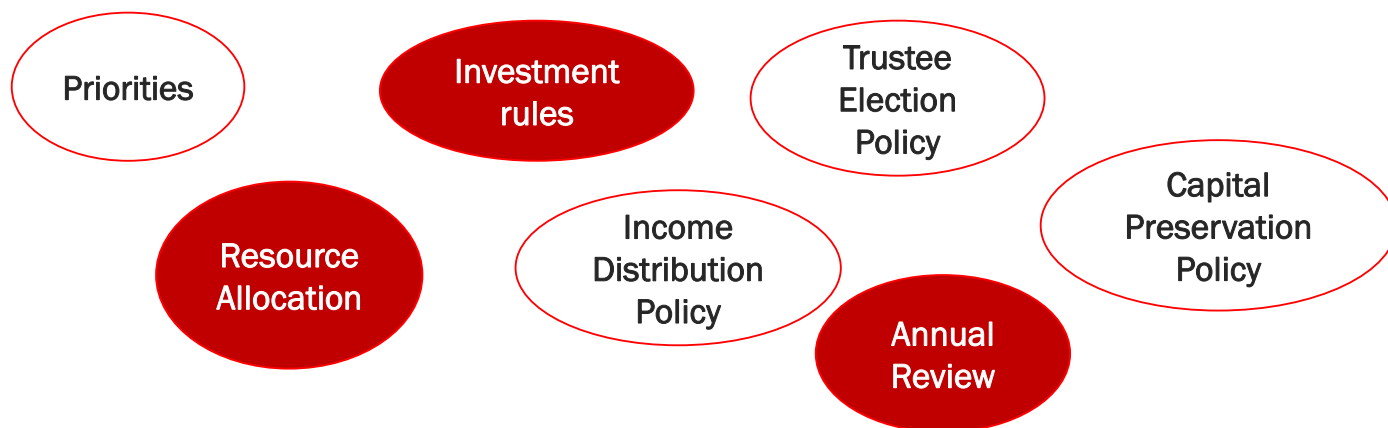 Priorities
Investment
rules
Trustee
Election
Policy
Resource
Allocation
Income
Distribution
Policy
Annual
Review
Capital
Preservation
Policy